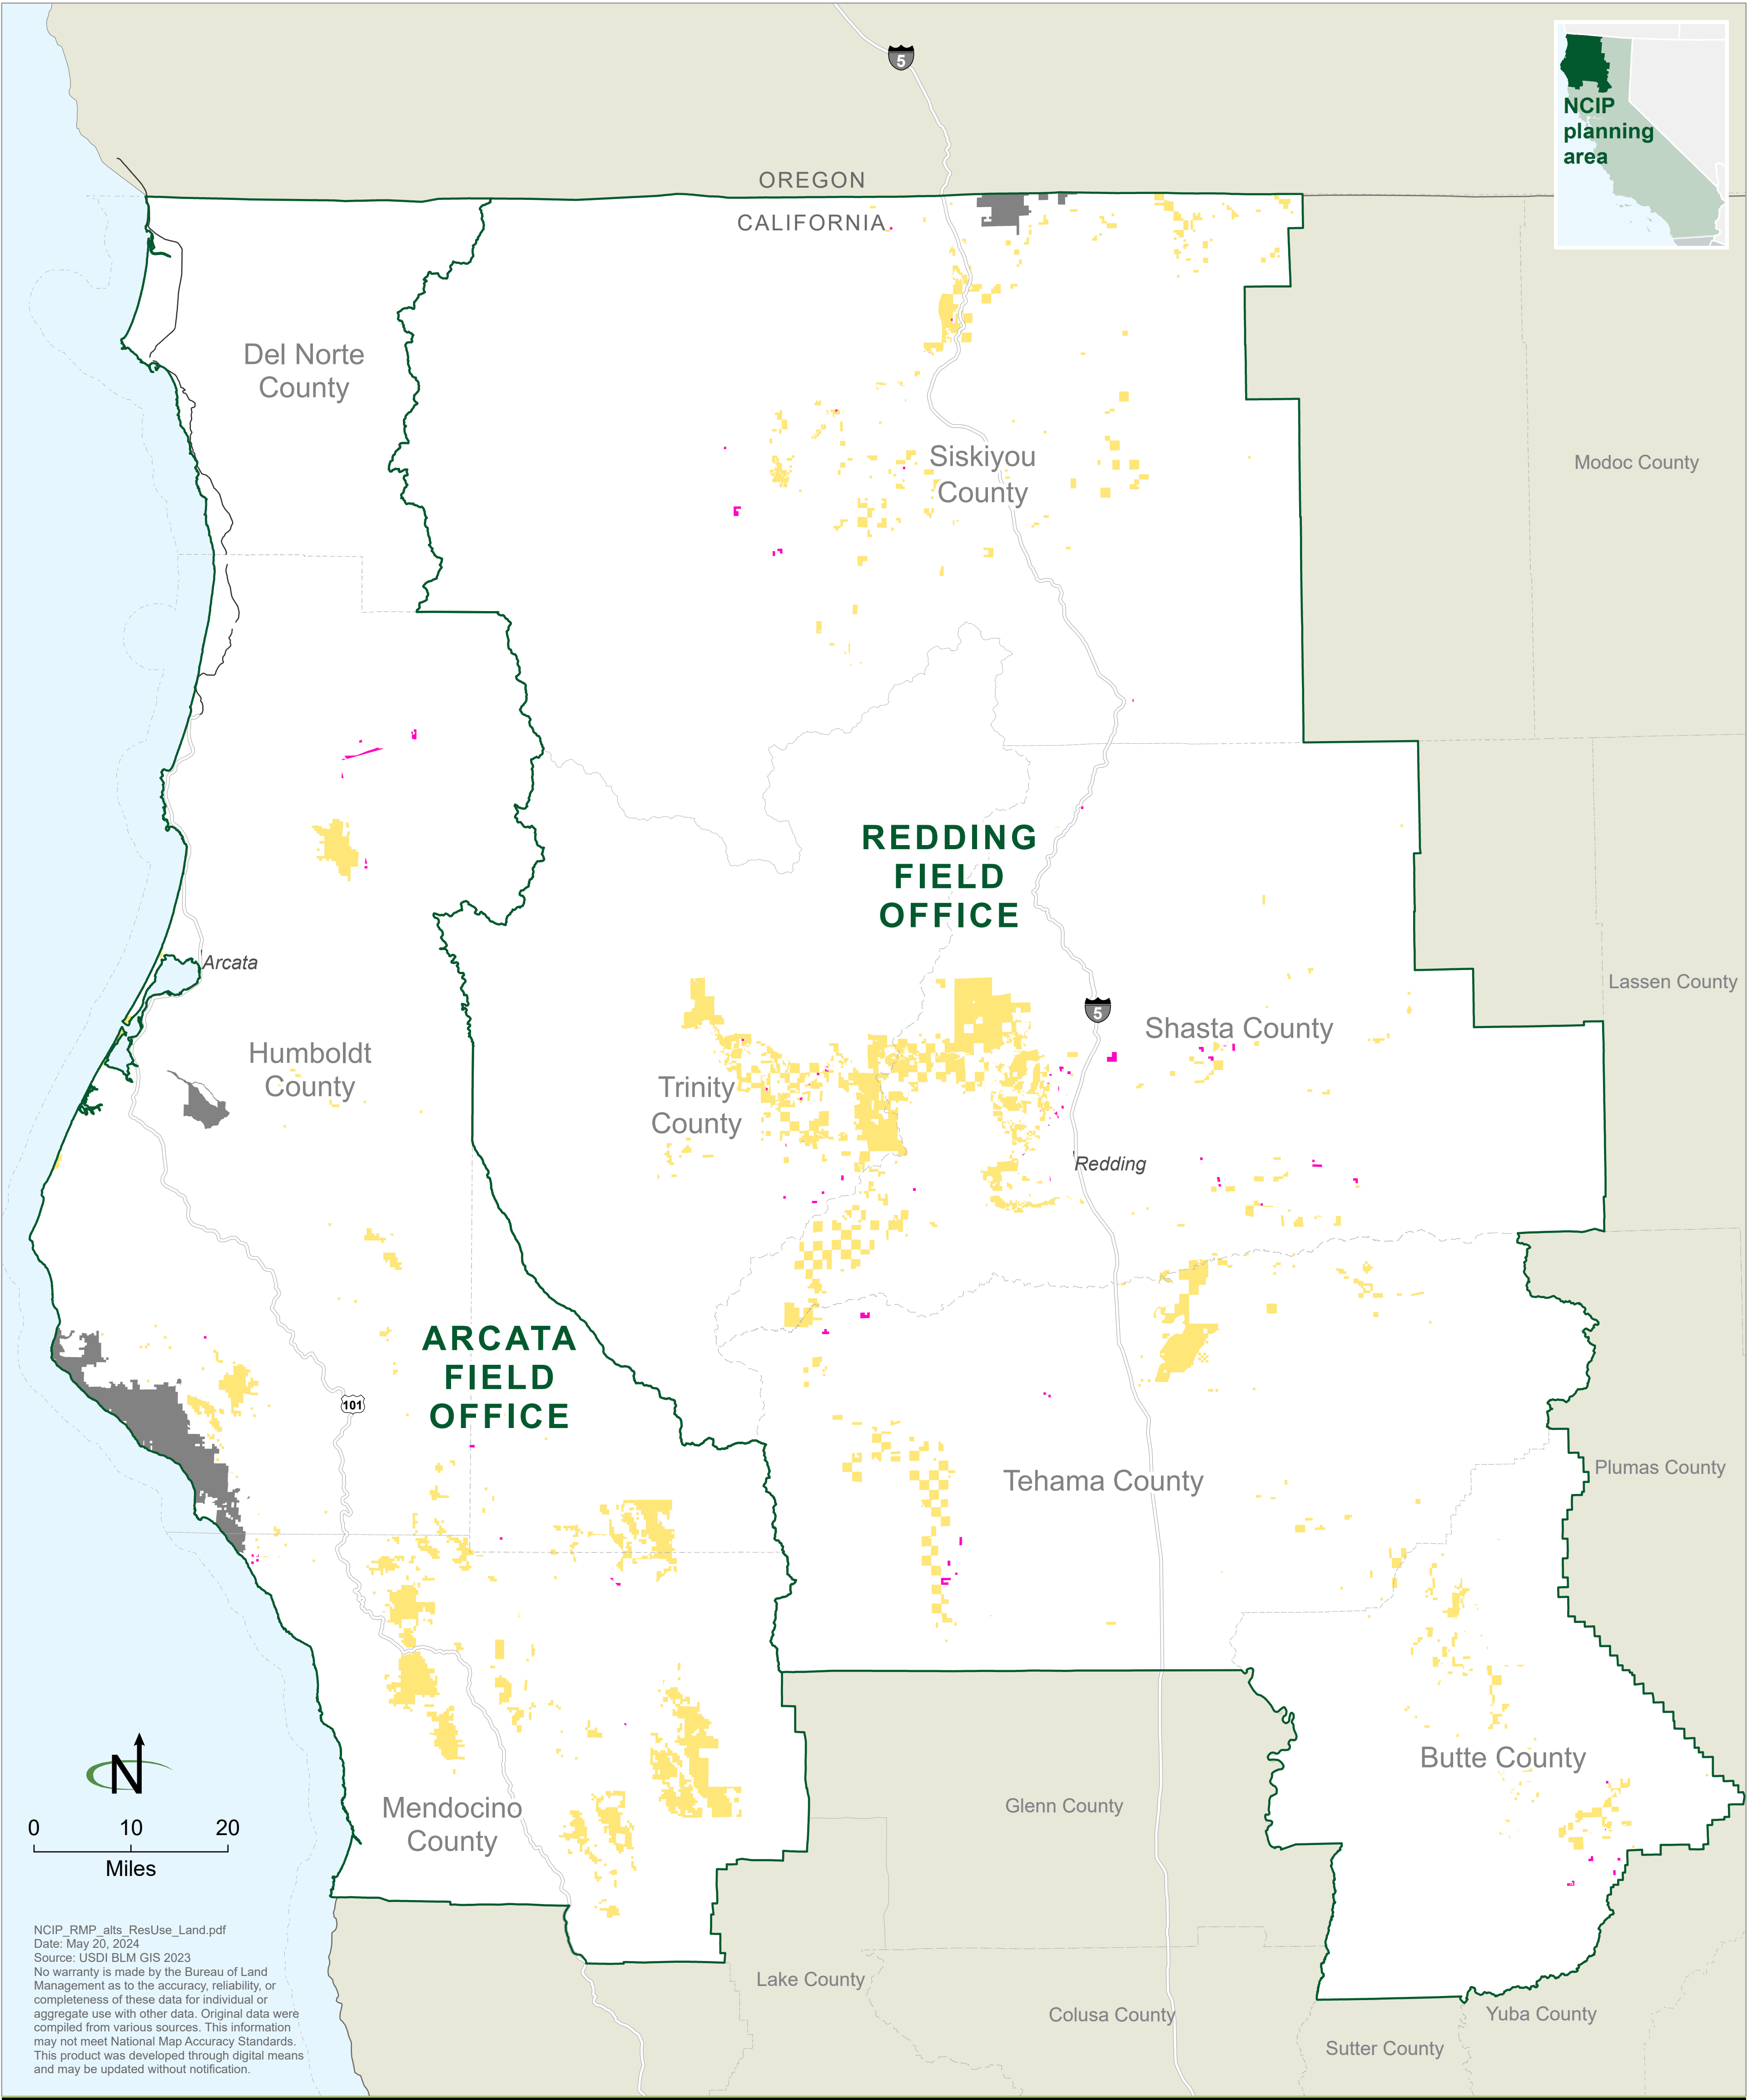 5
NCIP
planning
area
OREGON
CALIFORNIA
Del Norte
County
Siskiyou
County
Modoc County
REDDING
FIELD
OFFICE
Arcata
Lassen County
5
Shasta County
Humboldt
County
Trinity
County
Redding
ARCATA
FIELD
OFFICE
101
Plumas County
Tehama County
Butte County
N
Mendocino
County
Glenn County
0 10 20
Miles
NCIP_RMP_alts_ResUse_Land.pdf
Date: May 20, 2024
Source: USDI BLM GIS 2023
No warranty is made by the Bureau of Land
Management as to the accuracy, reliability, or
completeness of these data for individual or
aggregate use with other data. Original data were
compiled from various sources. This information
may not meet National Map Accuracy Standards.
This product was developed through digital means
and may be updated without notification.
Lake County
Colusa County
Yuba County
Sutter County